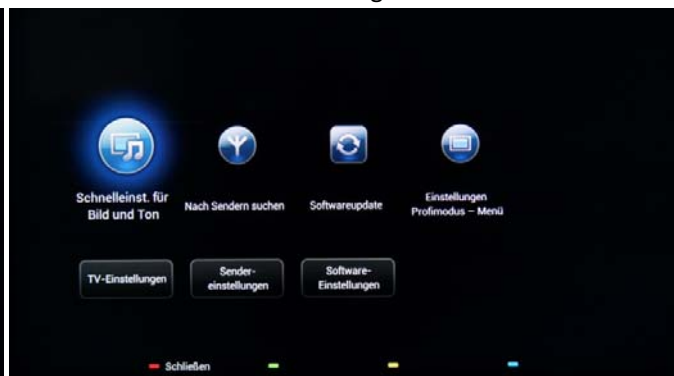 Schnelleinst. für
Bild und Ton
Nach Sendern suchen
Softwareupdate
Einstellungen
Profimodus – Menü
TV-Einstellungen
Sender-
einstellungen
Software-
Einstellungen
Schließen